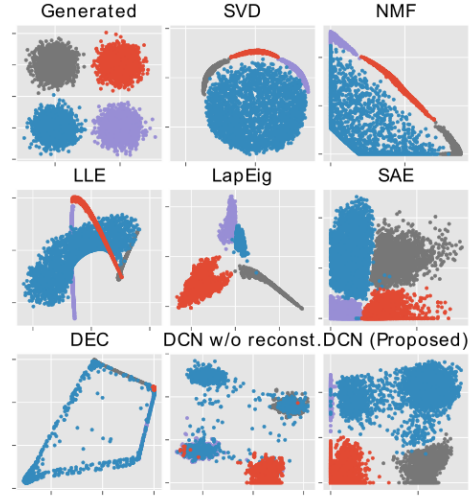 Generated SVD NMF
LLE LapEig SAE
DEC DCN w/o reconst. DCN (Proposed)